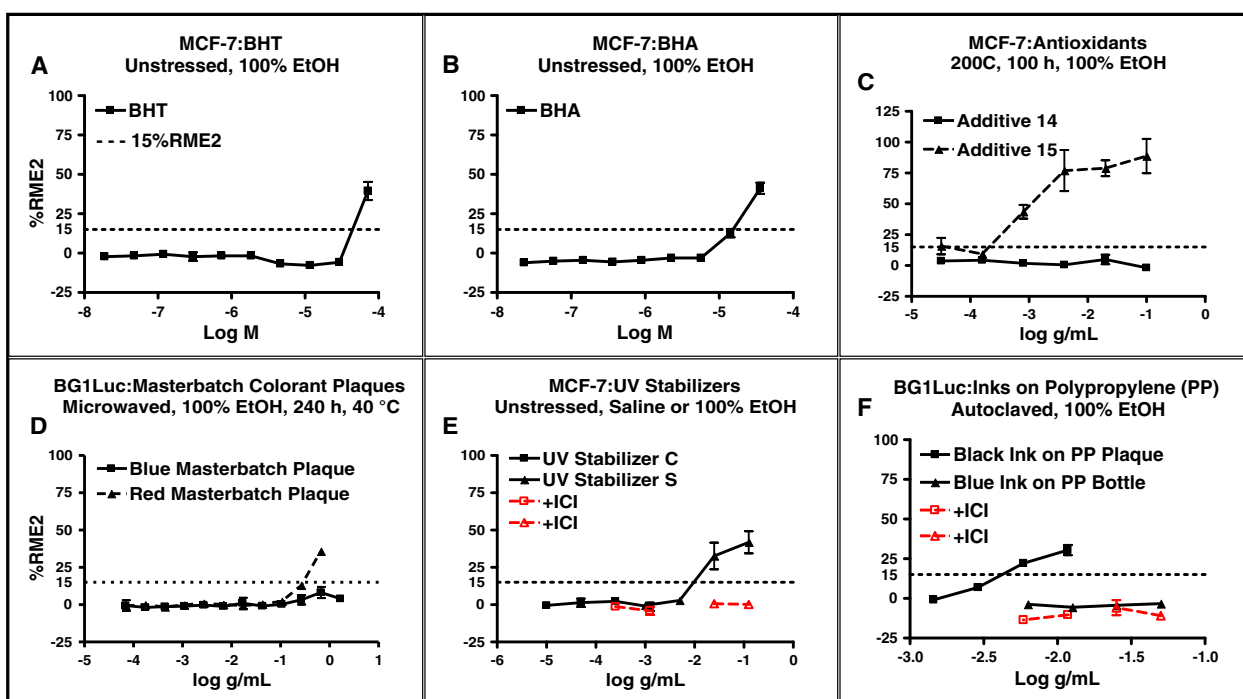 MCF-7:BHT
Unstressed, 100% EtOH
A
100
75
50
25
15
0
-25
%RME2
BHT
15%RME2
-8 -7 -6 -5 -4
Log M
MCF-7:BHA
Unstressed, 100% EtOH
B
100
75
50
25
15
0
-25
BHA
-8 -7 -6 -5 -4
Log M
MCF-7:Antioxidants
200C, 100 h, 100% EtOH
C
125
100
75
50
25
15
0
-25
Additive 14
Additive 15
-5 -4 -3 -2 -1 0
log g/mL
BG1Luc:Masterbatch Colorant Plaques
Microwaved, 100% EtOH, 240 h, 40 °C
D
100
75
50
25
15
0
-25
%RME2
Blue Masterbatch Plaque
Red Masterbatch Plaque
-5 -4 -3 -2 -1 0 1
log g/mL
MCF-7:UV Stabilizers
Unstressed, Saline or 100% EtOH
E
100
75
50
25
15
0
-25
UV Stabilizer C
UV Stabilizer S
+ICI
+ICI
-6 -5 -4 -3 -2 -1 0
log g/mL
BG1Luc:Inks on Polypropylene (PP)
Autoclaved, 100% EtOH
F
100
75
50
25
15
0
-25
Black Ink on PP Plaque
Blue Ink on PP Bottle
+ICI
+ICI
-3.0 -2.5 -2.0 -1.5 -1.0
Log g/mL